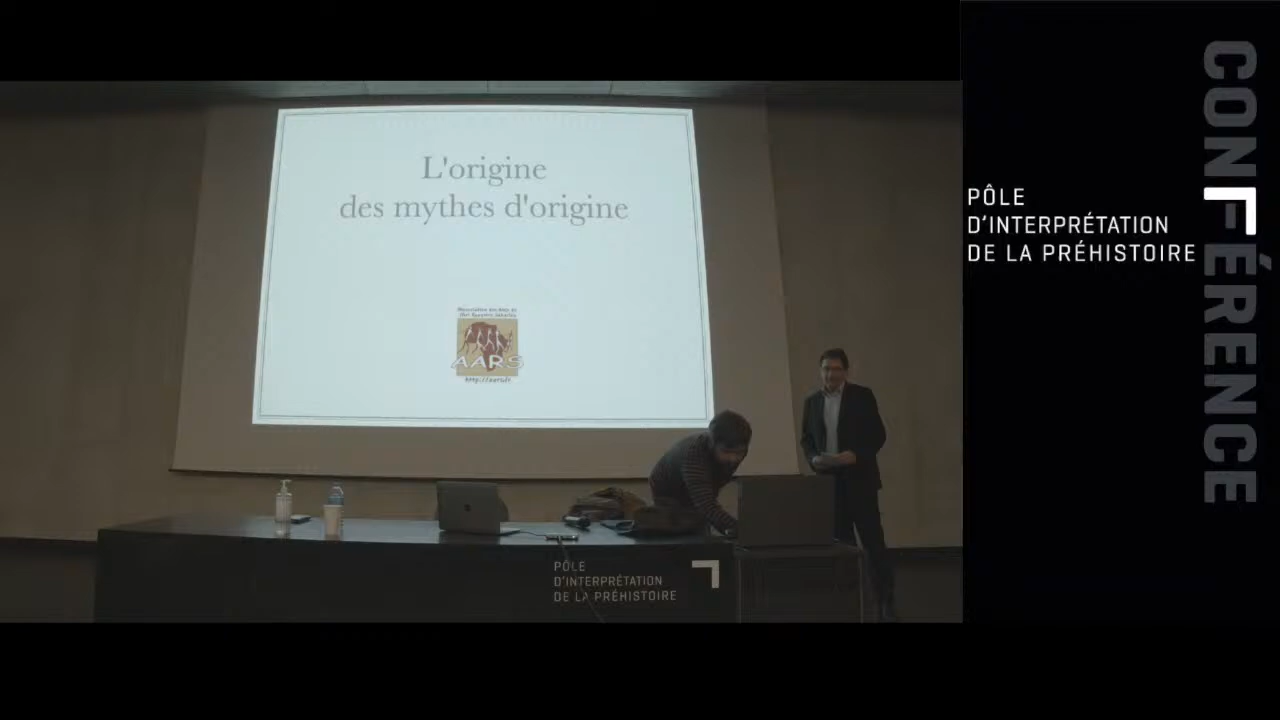 L'origine
des mythes d'origine
AARS
PÔLE
D'INTERPRÉTATION
DE LA PRÉHISTOIRE
PÔLE
D'INTERPRÉTATION
DE LA PRÉHISTOIRE
CONFÉRENCE